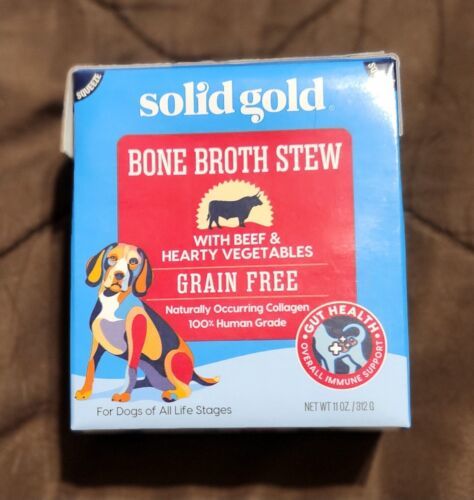 SQUEEZE
solid gold®
BONE BROTH STEW
WITH BEEF &
HEARTY VEGETABLES
GRAIN FREE
Naturally Occurring Collagen
100% Human Grade
GUT HEALTH
OVERALL IMMUNE SUPPORT
For Dogs of All Life Stages
NET WT 11 OZ. / 312 G